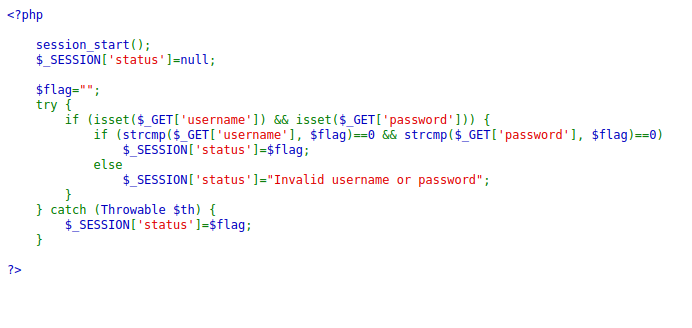 <?php
session_start();
$_SESSION['status']=null;
$flag="";
try {
if (isset($_GET['username']) && isset($_GET['password'])) {
if (strcmp($_GET['username'], $flag)==0 && strcmp($_GET['password'], $flag)==0)
$_SESSION['status']=$flag;
else
$_SESSION['status']="Invalid username or password";
}
} catch (Throwable $th) {
$_SESSION['status']=$flag;
}
?>